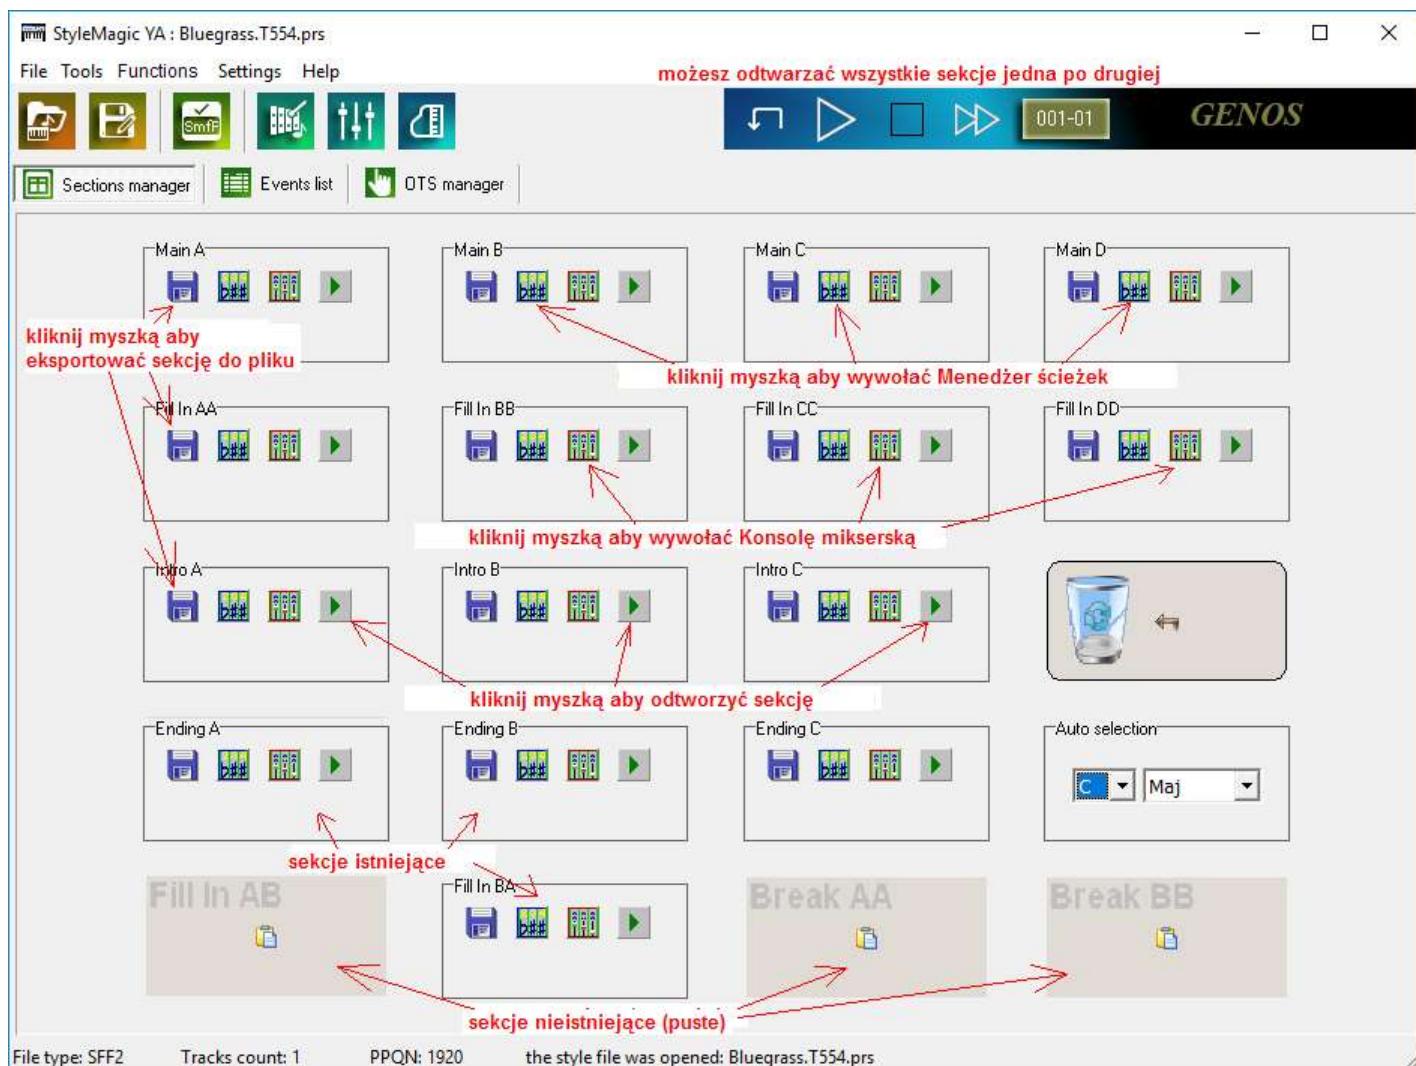 StyleMagic YA : Bluegrass.T554.prs
File Tools Functions Settings Help
możesz odtwarzać wszystkie sekcje jedna po drugiej
SmfF
001-01
GENOS
Sections manager
Events list
OTS manager
Main A
Main B
Main C
Main D
kliknij myszką aby
eksportować sekcję do pliku
kliknij myszką aby wywołać Menedżer ścieżek
Fill In AA
Fill In BB
Fill In CC
Fill In DD
kliknij myszką aby wywołać Konsolę mikserską
Intro A
Intro B
Intro C
kliknij myszką aby odtworzyć sekcję
Ending A
Ending B
Ending C
Auto selection
C
Maj
sekcje istniejące
Fill In AB
Fill In BA
Break AA
Break BB
sekcje nieistniejące (puste)
File type: SFF2 Tracks count: 1 PPQN: 1920 the style file was opened: Bluegrass.T554.prs